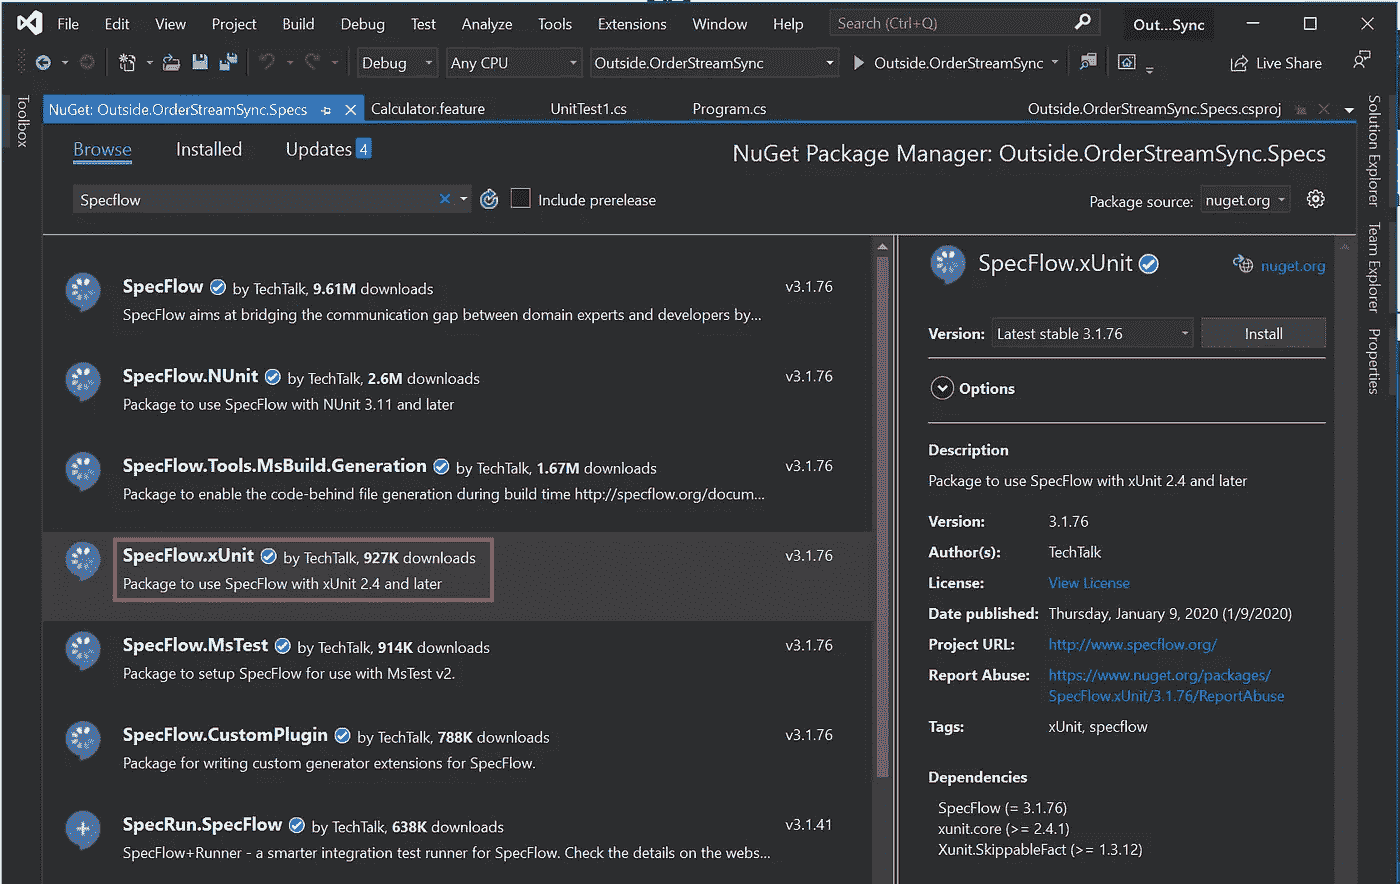 File Edit View Project Build Debug Test Analyze Tools Extensions Window Help Search (Ctrl+Q) Out...Sync
Debug Any CPU Outside.OrderStreamSync Outside.OrderStreamSync Live Share
NuGet: Outside.OrderStreamSync.Specs Calculator.feature UnitTest1.cs Program.cs Outside.OrderStreamSync.Specs.csproj
Toolbox
Browse Installed Updates 4
NuGet Package Manager: Outside.OrderStreamSync.Specs
Specflow Include prerelease Package source: nuget.org
SpecFlow by TechTalk, 9.61M downloads v3.1.76
SpecFlow aims at bridging the communication gap between domain experts and developers by...
SpecFlow.NUnit by TechTalk, 2.6M downloads v3.1.76
Package to use SpecFlow with NUnit 3.11 and later
SpecFlow.Tools.MsBuild.Generation by TechTalk, 1.67M downloads v3.1.76
Package to enable the code-behind file generation during build time http://specflow.org/docum...
SpecFlow.xUnit by TechTalk, 927K downloads v3.1.76
Package to use SpecFlow with xUnit 2.4 and later
SpecFlow.MsTest by TechTalk, 914K downloads v3.1.76
Package to setup SpecFlow for use with MsTest v2.
SpecFlow.CustomPlugin by TechTalk, 788K downloads v3.1.76
Package for writing custom generator extensions for SpecFlow.
SpecRun.SpecFlow by TechTalk, 638K downloads v3.1.41
SpecFlow+Runner - a smarter integration test runner for SpecFlow. Check the details on the webs...
SpecFlow.xUnit nuget.org
Version: Latest stable 3.1.76 Install
Options
Description
Package to use SpecFlow with xUnit 2.4 and later
Version: 3.1.76
Author(s): TechTalk
License: View License
Date published: Thursday, January 9, 2020 (1/9/2020)
Project URL: http://www.specflow.org/
Report Abuse: https://www.nuget.org/packages/
SpecFlow.xUnit/3.1.76/ReportAbuse
Tags: xUnit, specflow
Dependencies
SpecFlow (= 3.1.76)
xunit.core (>= 2.4.1)
Xunit.SkippableFact (>= 1.3.12)
Solution Explorer
Team Explorer
Properties